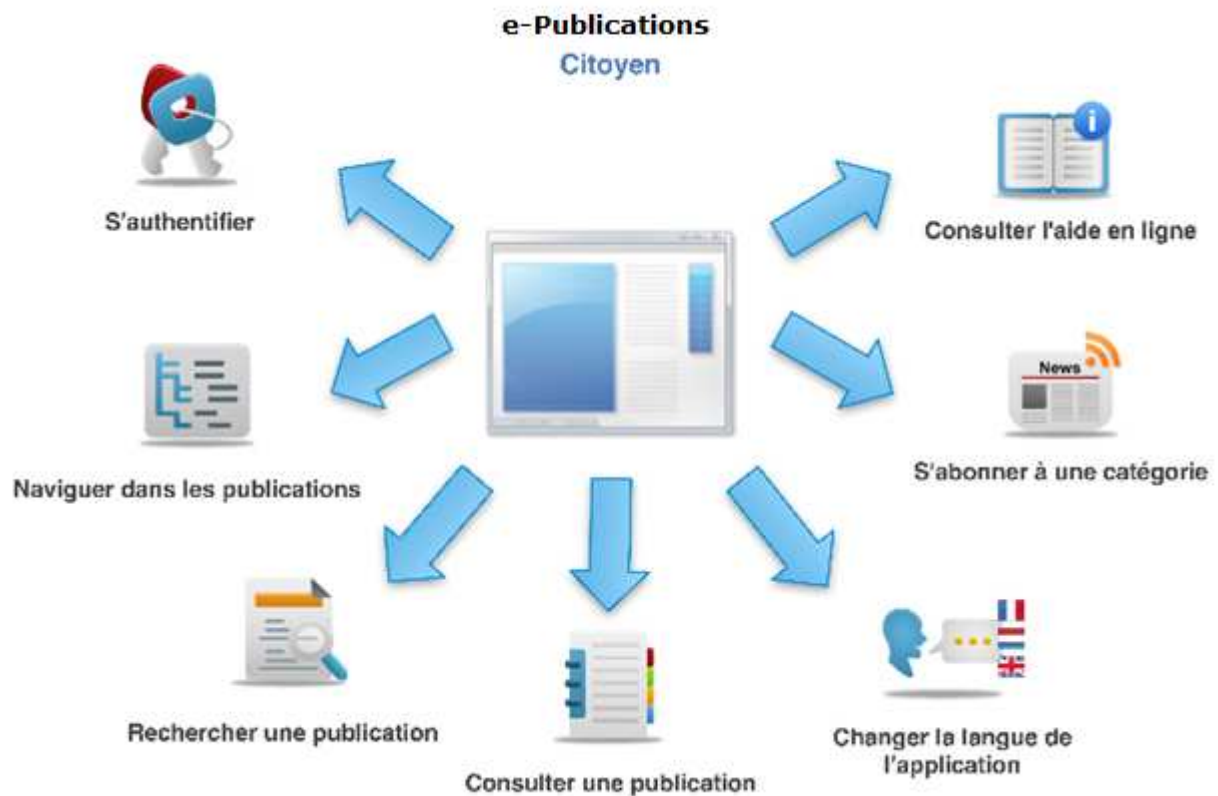 e-Publications
Citoyen
S'authentifier
i
Consulter l'aide en ligne
Naviguer dans les publications
News
S'abonner à une catégorie
Rechercher une publication
Consulter une publication
Changer la langue de
l'application